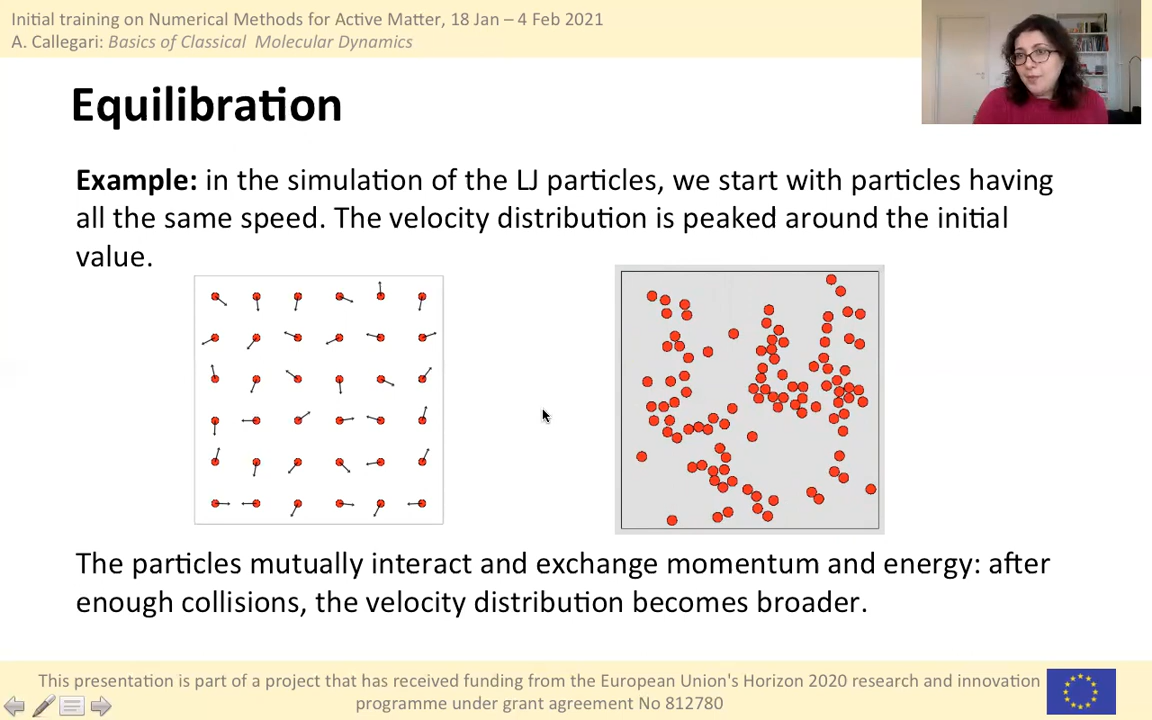 Initial training on Numerical Methods for Active Matter, 18 Jan – 4 Feb 2021
A. Callegari: Basics of Classical Molecular Dynamics
Equilibration
Example: in the simulation of the LJ particles, we start with particles having
all the same speed. The velocity distribution is peaked around the initial
value.
The particles mutually interact and exchange momentum and energy: after
enough collisions, the velocity distribution becomes broader.
This presentation is part of a project that has received funding from the European Union's Horizon 2020 research and innovation
programme under grant agreement No 812780